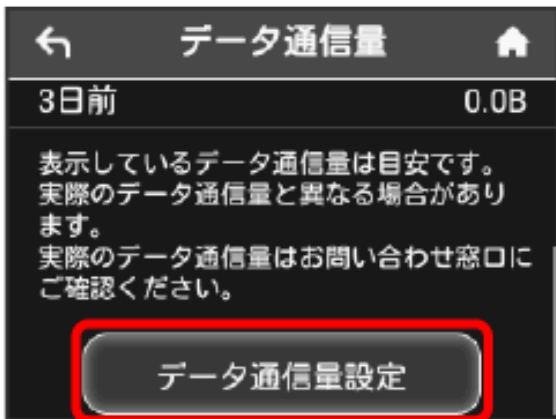 データ通信量
3日前 0.0B
表示しているデータ通信量は目安です。
実際のデータ通信量と異なる場合があり
ます。
実際のデータ通信量はお問い合わせ窓口に
ご確認ください。
データ通信量設定